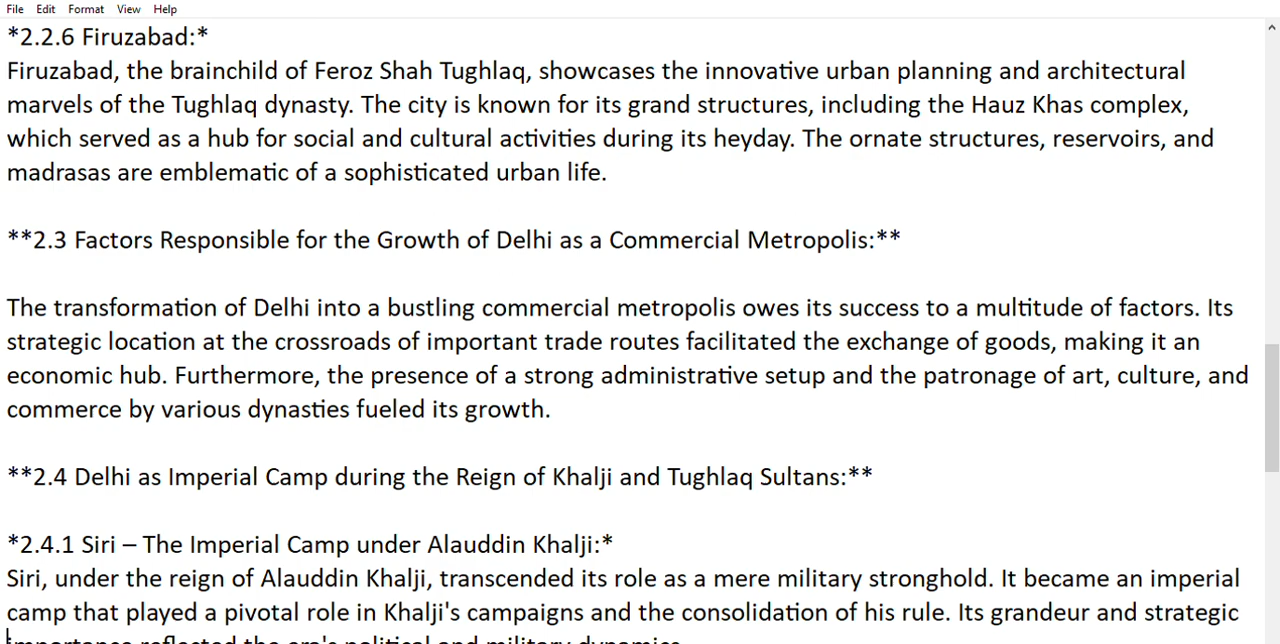 File Edit Format View Help
*2.2.6 Firuzabad:*
Firuzabad, the brainchild of Feroz Shah Tughlaq, showcases the innovative urban planning and architectural
marvels of the Tughlaq dynasty. The city is known for its grand structures, including the Hauz Khas complex,
which served as a hub for social and cultural activities during its heyday. The ornate structures, reservoirs, and
madrasas are emblematic of a sophisticated urban life.
**2.3 Factors Responsible for the Growth of Delhi as a Commercial Metropolis:**
The transformation of Delhi into a bustling commercial metropolis owes its success to a multitude of factors. Its
strategic location at the crossroads of important trade routes facilitated the exchange of goods, making it an
economic hub. Furthermore, the presence of a strong administrative setup and the patronage of art, culture, and
commerce by various dynasties fueled its growth.
**2.4 Delhi as Imperial Camp during the Reign of Khalji and Tughlaq Sultans:**
*2.4.1 Siri – The Imperial Camp under Alauddin Khalji:*
Siri, under the reign of Alauddin Khalji, transcended its role as a mere military stronghold. It became an imperial
camp that played a pivotal role in Khalji's campaigns and the consolidation of his rule. Its grandeur and strategic
importance reflected the era's political and military dynamics.